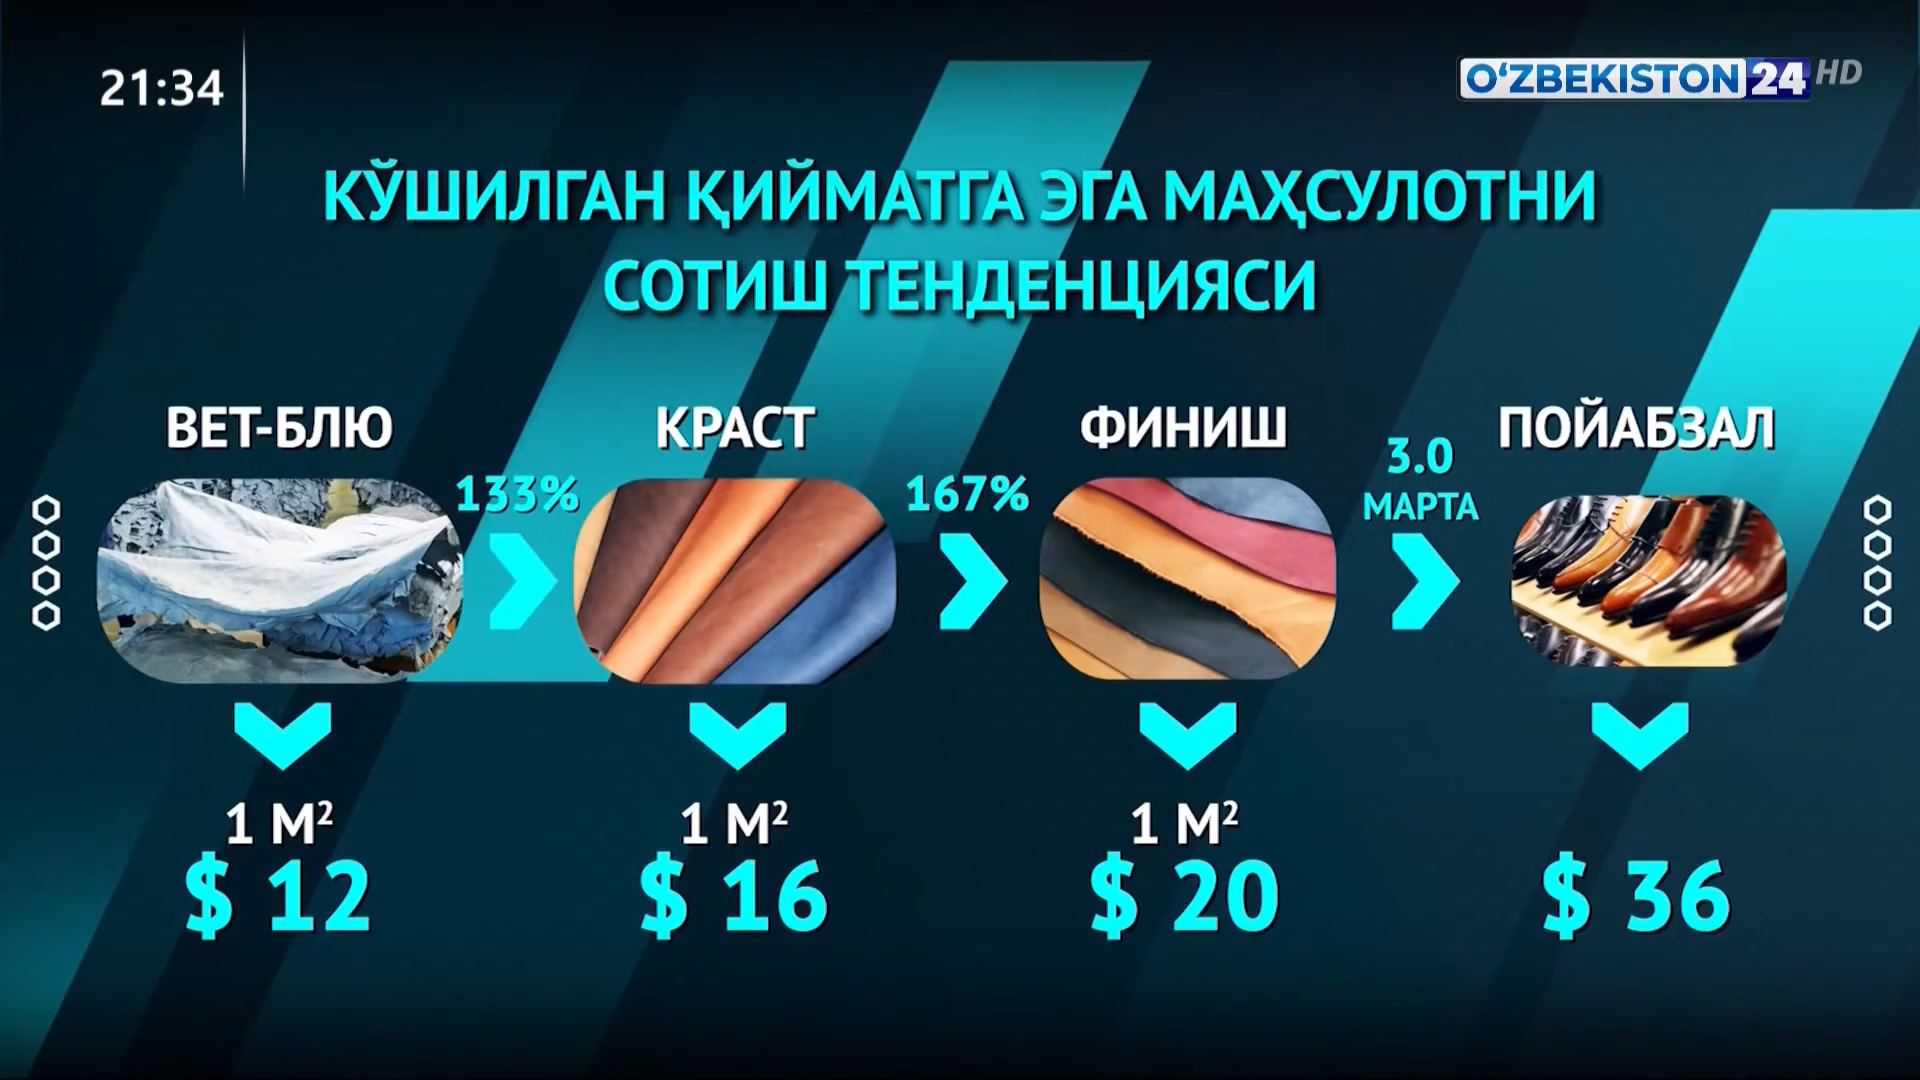 21:34
O‘ZBEKISTON 24 HD
КЎШИЛГАН ҚИЙМАТГА ЭГА МАҲСУЛОТНИ
СОТИШ ТЕНДЕНЦИЯСИ
ВЕТ-БЛЮ
133%
КРАСТ
167%
ФИНИШ
3.0
МАРТА
ПОЙАБЗАЛ
1 М²
$ 12
1 М²
$ 16
1 М²
$ 20
$ 36